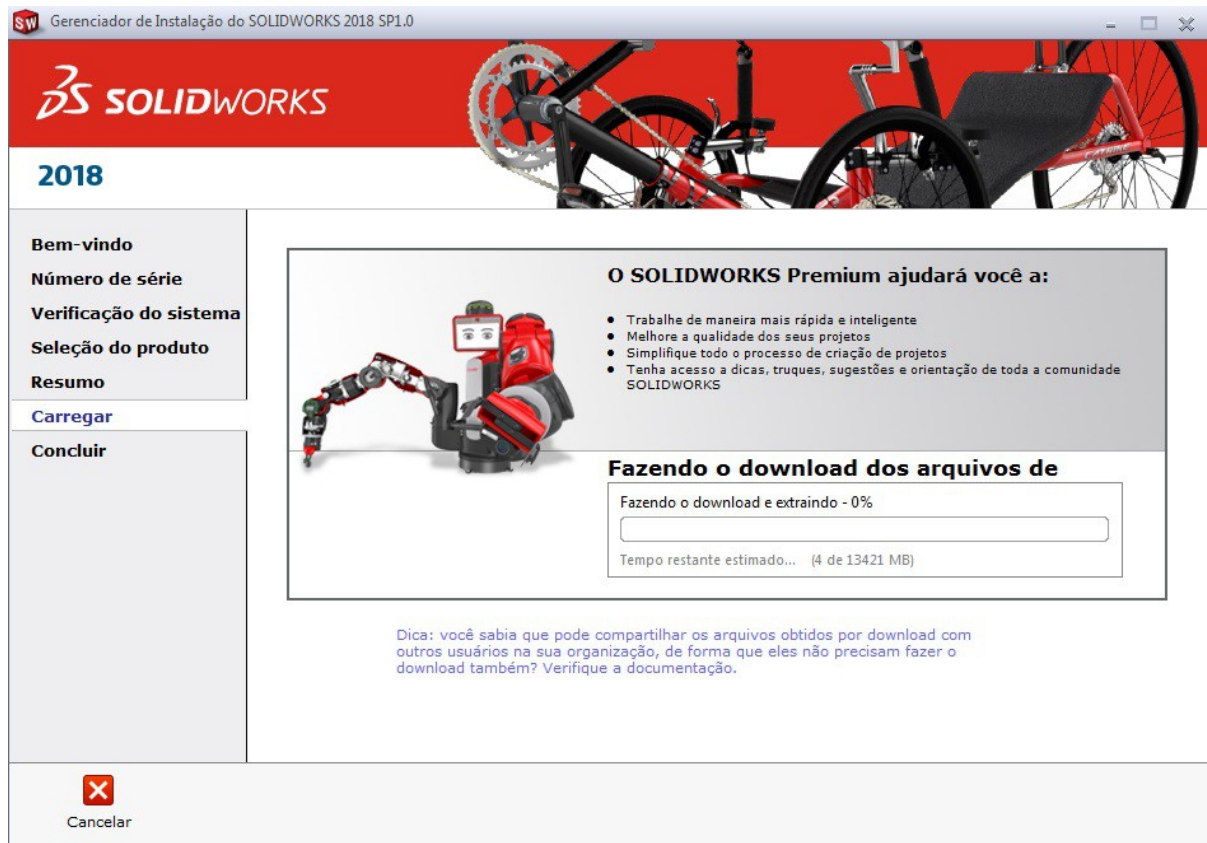 Gerenciador de Instalação do SOLIDWORKS 2018 SP1.0
SOLIDWORKS
2018
CATRIKE
Bem-vindo
Número de série
Verificação do sistema
Seleção do produto
Resumo
Carregar
Concluir
O SOLIDWORKS Premium ajudará você a:
Trabalhe de maneira mais rápida e inteligente
Melhore a qualidade dos seus projetos
Simplifique todo o processo de criação de projetos
Tenha acesso a dicas, truques, sugestões e orientação de toda a comunidade
SOLIDWORKS
Fazendo o download dos arquivos de
Fazendo o download e extraindo - 0%
Tempo restante estimado... (4 de 13421 MB)
Dica: você sabia que pode compartilhar os arquivos obtidos por download com
outros usuários na sua organização, de forma que eles não precisam fazer o
download também? Verifique a documentação.
Cancelar